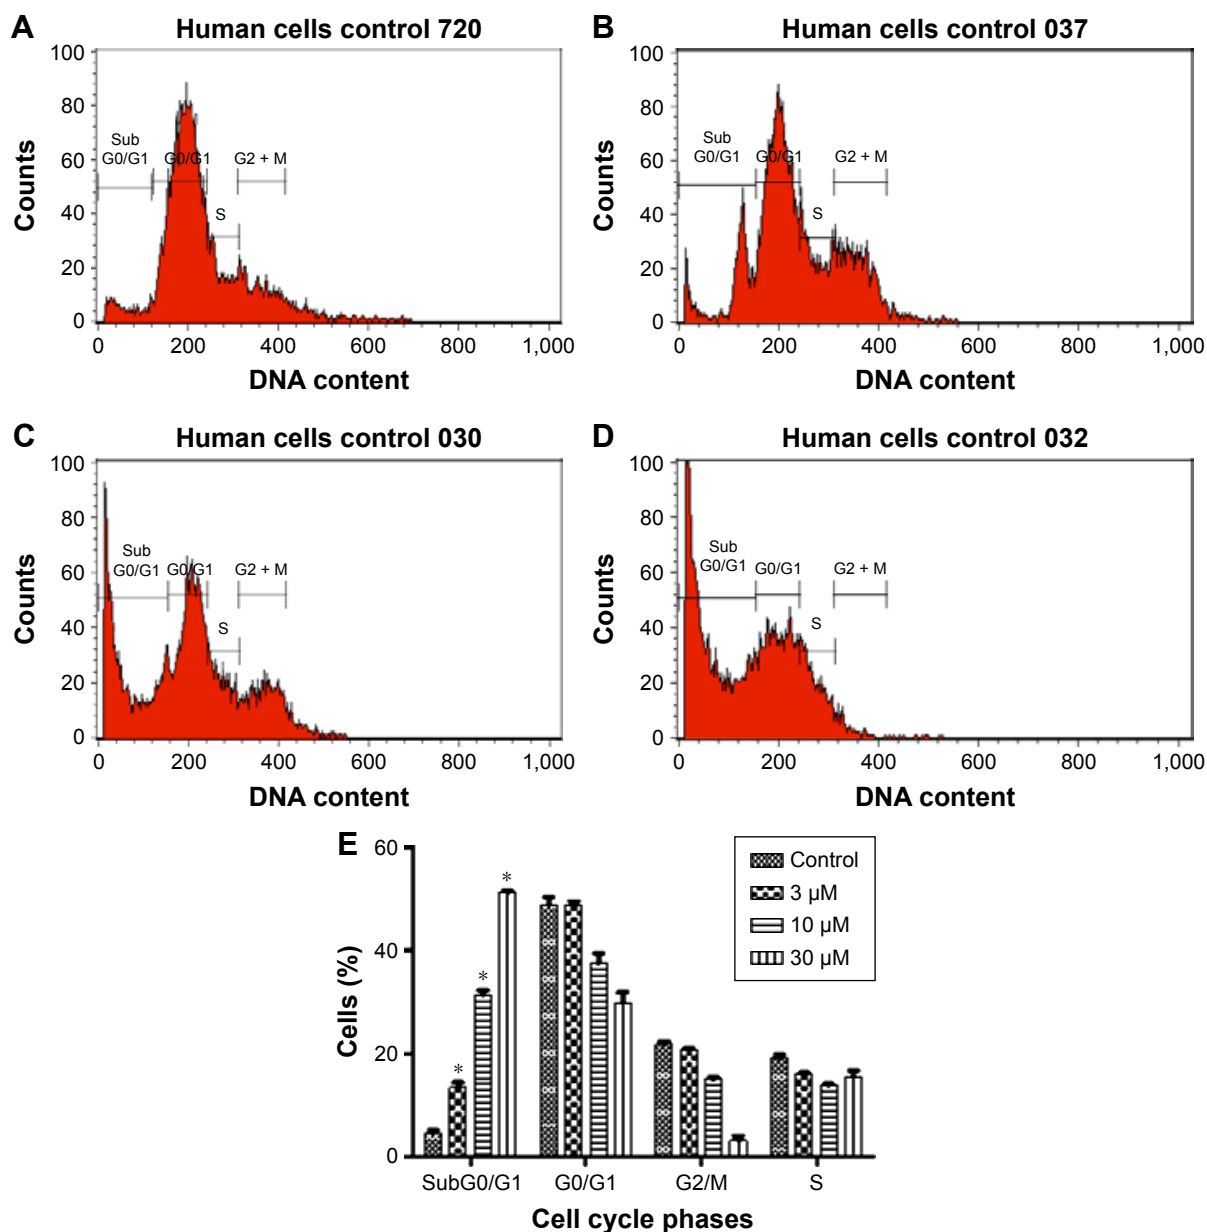 A
Human cells control 720
Counts
100
80
60
40
20
0
Sub
G0/G1
G0/G1
G2 + M
S
0 200 400 600 800 1,000
DNA content
B
Human cells control 037
Counts
100
80
60
40
20
0
Sub
G0/G1
G0/G1
G2 + M
S
0 200 400 600 800 1,000
DNA content
C
Human cells control 030
Counts
100
80
60
40
20
0
Sub
G0/G1
G0/G1
G2 + M
S
0 200 400 600 800 1,000
DNA content
D
Human cells control 032
Counts
100
80
60
40
20
0
Sub
G0/G1
G0/G1
G2 + M
S
0 200 400 600 800 1,000
DNA content
E
Cells (%)
60
40
20
0
*
*
*
Control
3 µM
10 µM
30 µM
SubG0/G1 G0/G1 G2/M S
Cell cycle phases